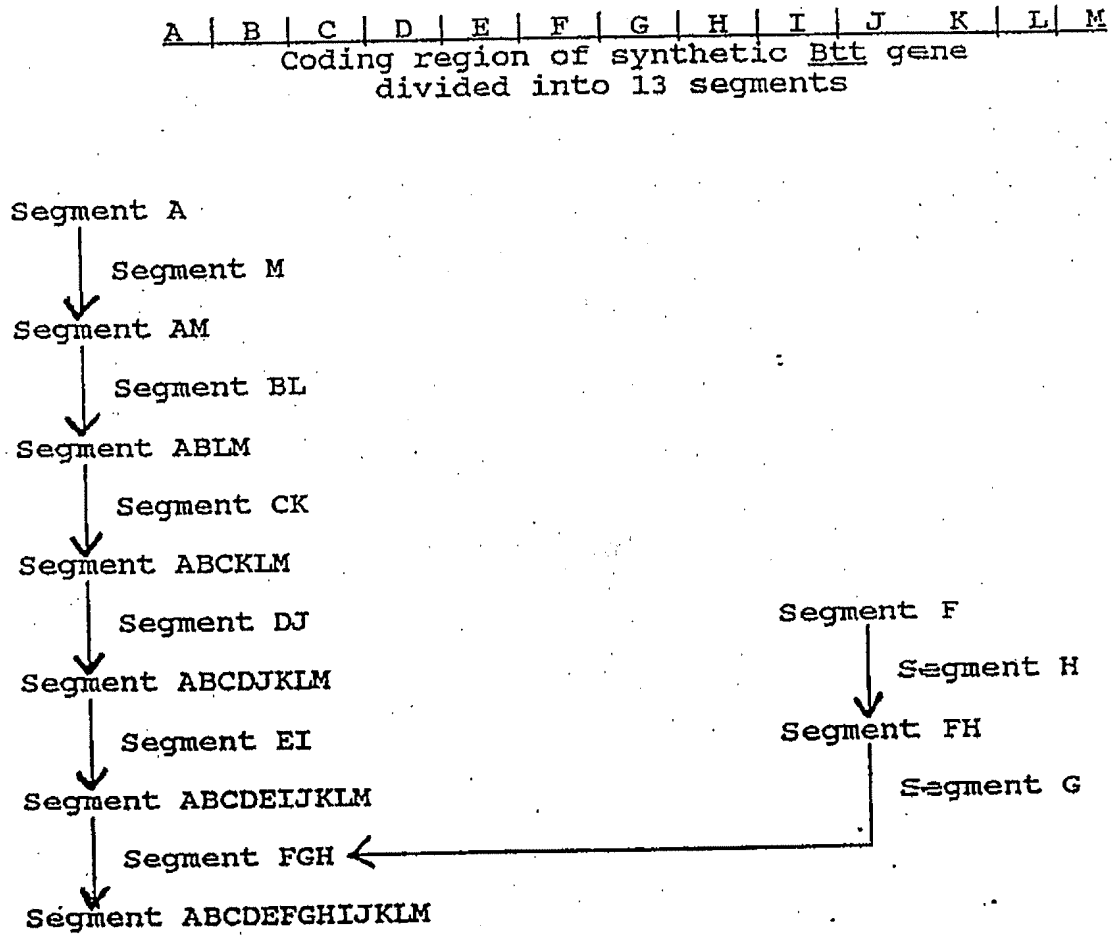 A | B | C | D | E | F | G | H | I | J K | L | M
Coding region of synthetic Btt gene
divided into 13 segments
Segment A
Segment M
Segment AM
Segment BL
Segment ABLM
Segment CK
Segment ABCKLM
Segment DJ
Segment ABCDJKLM
Segment EI
Segment ABCDEIJKLM
Segment FGH
Segment ABCDEFGHIJKLM
Segment F
Segment H
Segment FH
Segment G